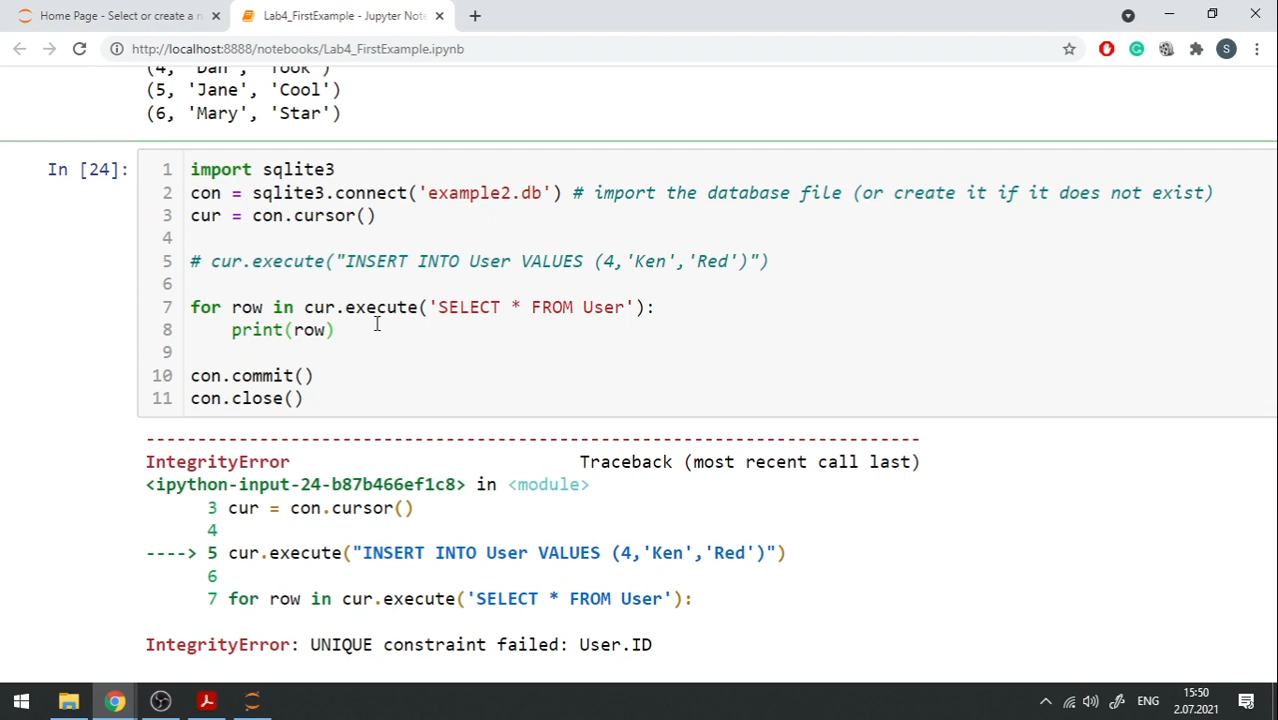 Home Page - Select or create a n
Lab4_FirstExample - Jupyter Note
http://localhost:8888/notebooks/Lab4_FirstExample.ipynb
S
(4, 'Dan', 'Took')
(5, 'Jane', 'Cool')
(6, 'Mary', 'Star')
In [24]:
1 import sqlite3
2 con = sqlite3.connect('example2.db') # import the database file (or create it if it does not exist)
3 cur = con.cursor()
4
5 # cur.execute("INSERT INTO User VALUES (4,'Ken','Red')")
6
7 for row in cur.execute('SELECT * FROM User'):
8 print(row)
9
10 con.commit()
11 con.close()
---------------------------------------------------------------------------
IntegrityError Traceback (most recent call last)
<ipython-input-24-b87b466ef1c8> in <module>
3 cur = con.cursor()
4
----> 5 cur.execute("INSERT INTO User VALUES (4,'Ken','Red')")
6
7 for row in cur.execute('SELECT * FROM User'):
IntegrityError: UNIQUE constraint failed: User.ID
ENG
15:50
2.07.2021